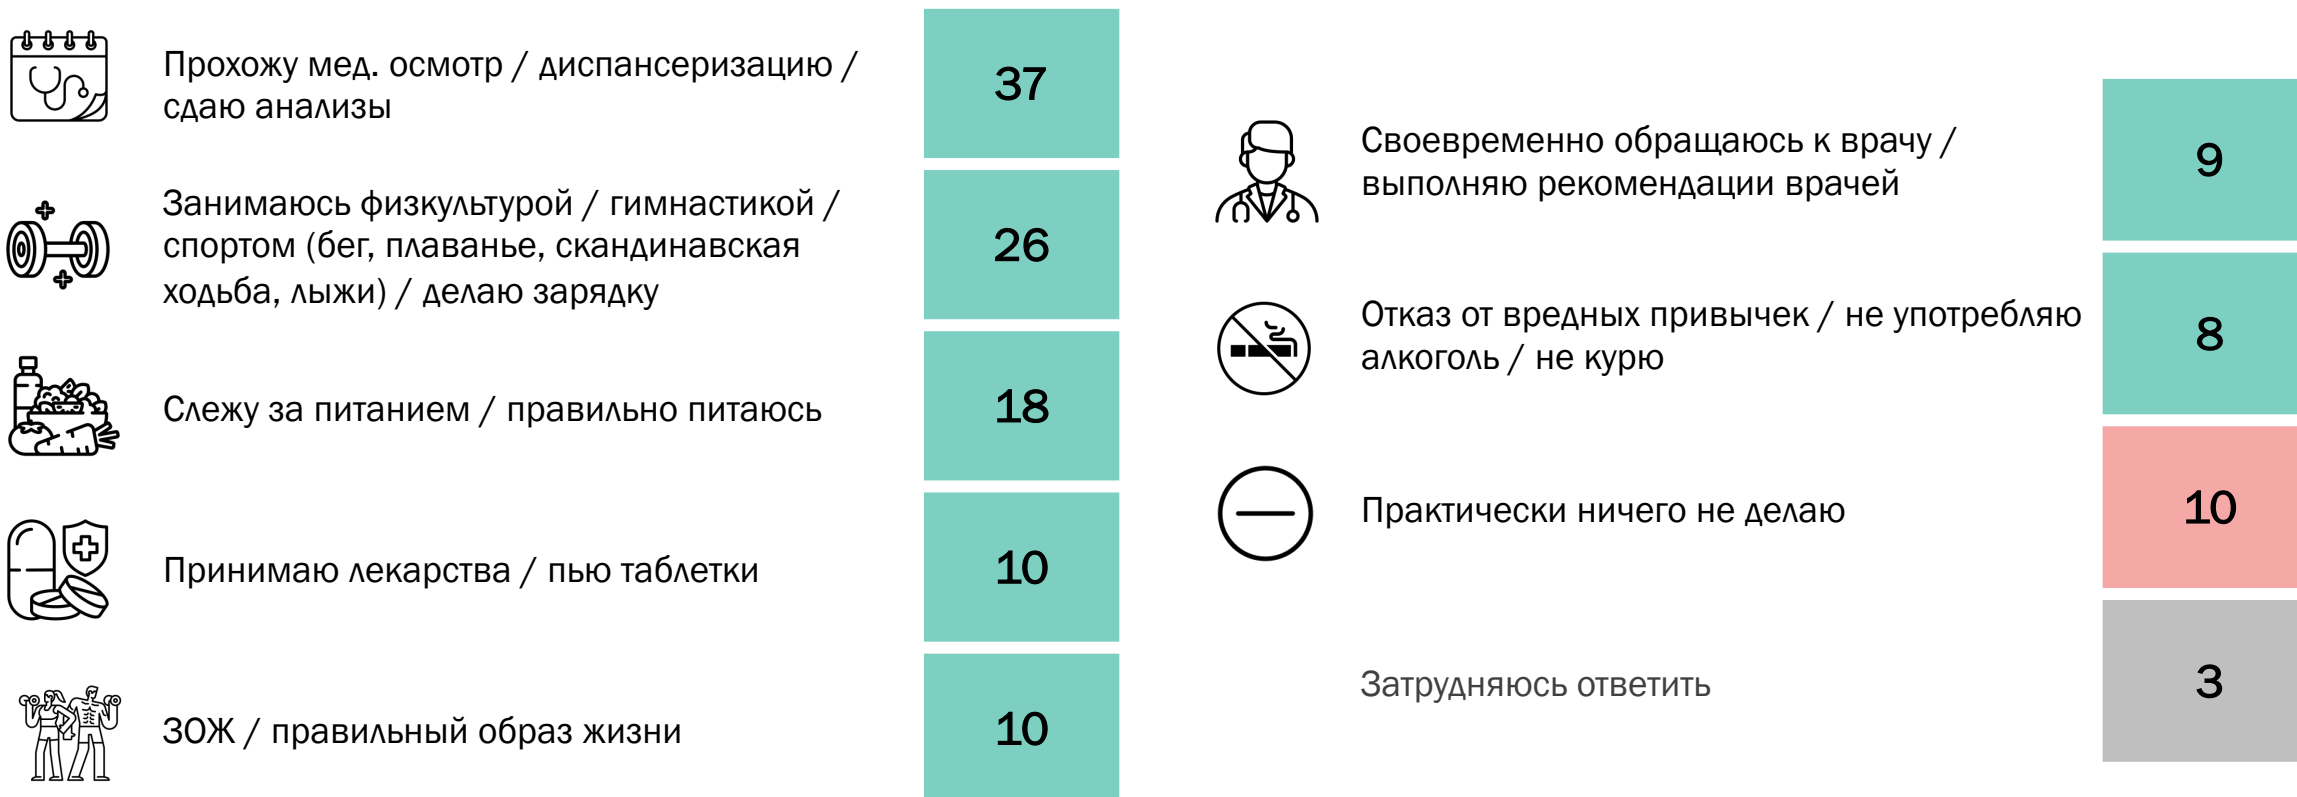 Прохожу мед. осмотр / диспансеризацию /
сдаю анализы
37
Занимаюсь физкультурой / гимнастикой /
спортом (бег, плаванье, скандинавская
ходьба, лыжи) / делаю зарядку
26
Слежу за питанием / правильно питаюсь
18
Принимаю лекарства / пью таблетки
10
ЗОЖ / правильный образ жизни
10
Своевременно обращаюсь к врачу /
выполняю рекомендации врачей
9
Отказ от вредных привычек / не употребляю
алкоголь / не курю
8
Практически ничего не делаю
10
Затрудняюсь ответить
3